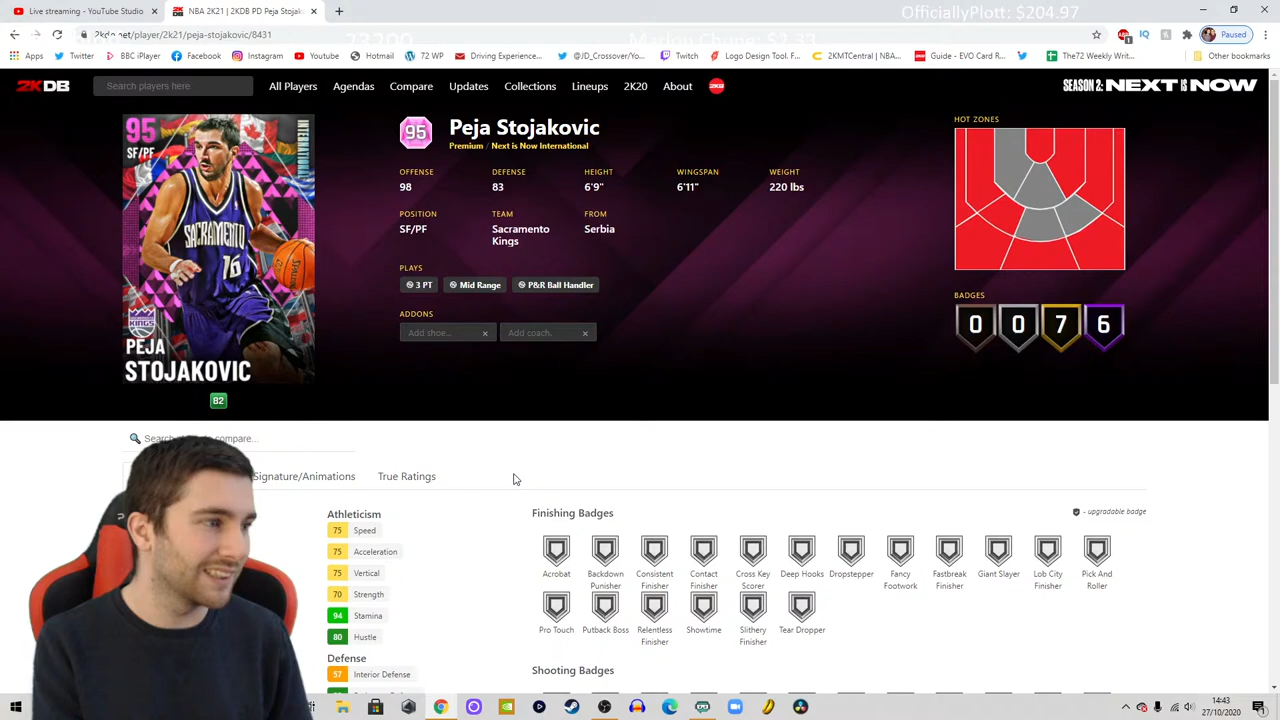 Live streaming - YouTube Studio
NBA 2K21 | 2KDB PD Peja Stojak
OfficiallyPlott: $204.97
2kdb.net/player/2k21/peja-stojakovic/8431
Paused
Apps Twitter BBC iPlayer Facebook Instagram Youtube Hotmail 72 WP Driving Experience... @JD_Crossover/Yo... Twitch Logo Design Tool. F... 2KMTCentral | NBA... Guide - EVO Card R... The72 Weekly Writ... Other bookmarks
2KDB Search players here All Players Agendas Compare Updates Collections Lineups 2K20 About SEASON 2: NEXT IS NOW
95
SF/PF
INTERNATIONAL
SACRAMENTO
16
KINGS
PEJA
STOJAKOVIC
82
95 Peja Stojakovic
Premium / Next is Now International
OFFENSE DEFENSE HEIGHT WINGSPAN WEIGHT
98 83 6'9" 6'11" 220 lbs
POSITION TEAM FROM
SF/PF Sacramento Kings Serbia
PLAYS
3 PT Mid Range P&R Ball Handler
ADDONS
Add shoe... × Add coach. ×
HOT ZONES
BADGES
0 0 7 6
Signature/Animations True Ratings
Athleticism
75 Speed
75 Acceleration
75 Vertical
70 Strength
94 Stamina
80 Hustle
Defense
57 Interior Defense
Finishing Badges
- upgradable badge
Acrobat Backdown Punisher Consistent Finisher Contact Finisher Cross Key Scorer Deep Hooks Dropstepper Fancy Footwork Fastbreak Finisher Giant Slayer Lob City Finisher Pick And Roller
Pro Touch Putback Boss Relentless Finisher Showtime Slithery Finisher Tear Dropper
Shooting Badges
14:43
27/10/2020